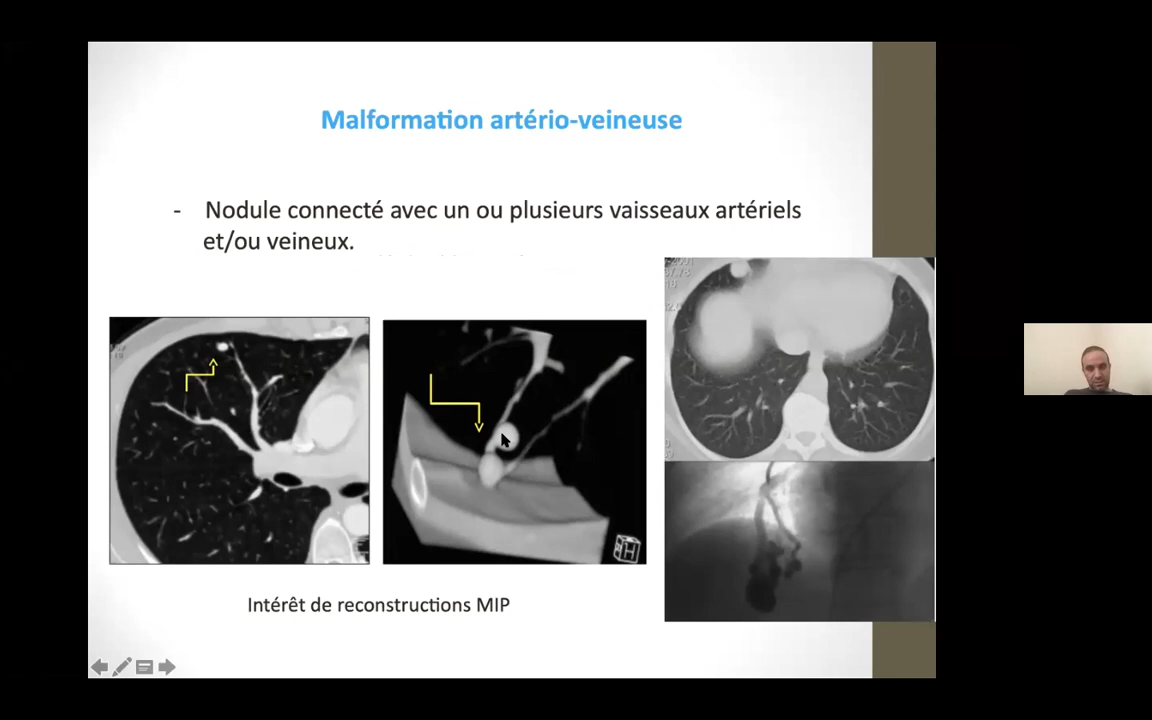 Malformation artério-veineuse
- Nodule connecté avec un ou plusieurs vaisseaux artériels
et/ou veineux.
H
Intérêt de reconstructions MIP